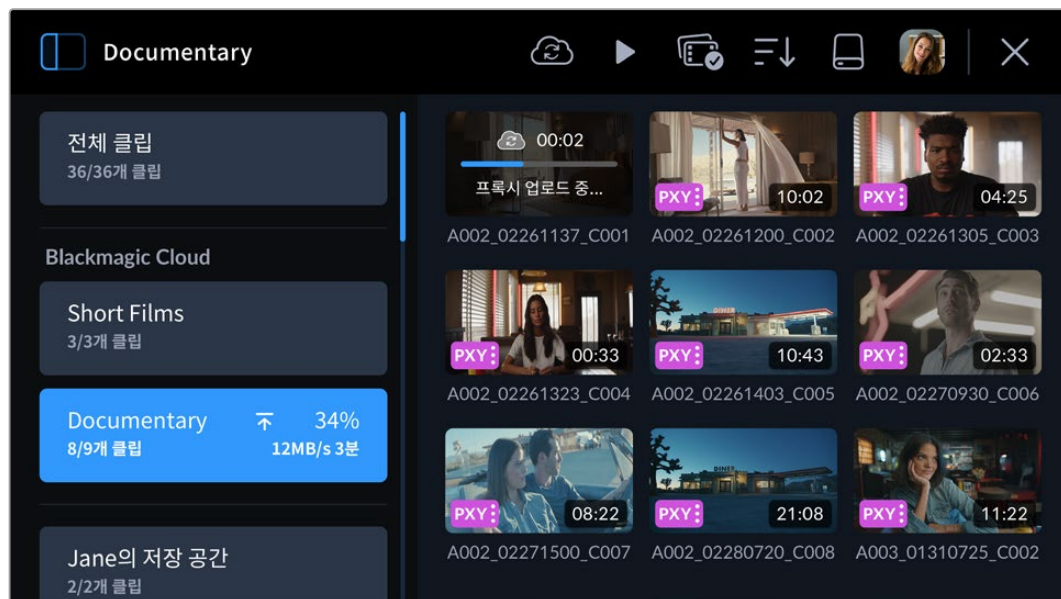 Documentary
전체 클립
36/36개 클립
Blackmagic Cloud
Short Films
3/3개 클립
Documentary 34%
8/9개 클립 12MB/s 3분
Jane의 저장 공간
2/2개 클립
00:02
프록시 업로드 중...
PXY 10:02
PXY 04:25
A002_02261137_C001 A002_02261200_C002 A002_02261305_C003
DINER
PXY 00:33
PXY 10:43
PXY 02:33
A002_02261323_C004 A002_02261403_C005 A002_02270930_C006
DINER
PXY 08:22
PXY 21:08
PXY 11:22
A002_02271500_C007 A002_02280720_C008 A003_01310725_C002